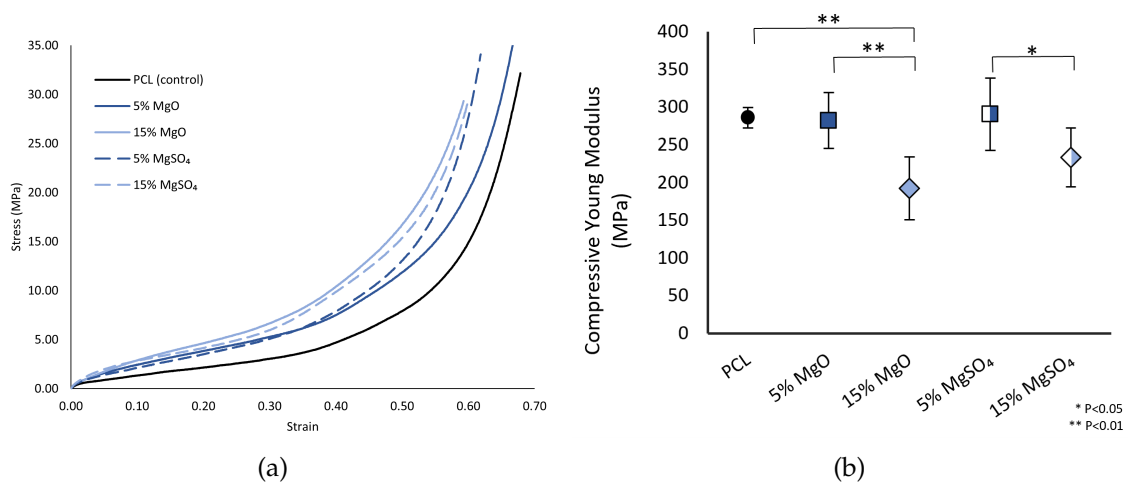 35.00
30.00
25.00
20.00
15.00
10.00
5.00
0.00
Stress (MPa)
PCL (control)
5% MgO
15% MgO
5% MgSO₄
15% MgSO₄
0.00 0.10 0.20 0.30 0.40 0.50 0.60 0.70
Strain
(a)
Compressive Young Modulus
(MPa)
400
350
300
250
200
150
100
50
0
**
**
*
PCL
5% MgO
15% MgO
5% MgSO₄
15% MgSO₄
* P<0.05
** P<0.01
(b)